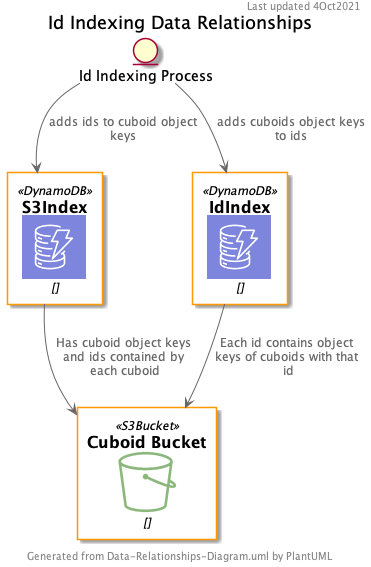 Last updated 4Oct2021
Id Indexing Data Relationships
Id Indexing Process
adds ids to cuboid object
keys
adds cuboids object keys
to ids
«DynamoDB»
S3Index
[]
«DynamoDB»
IdIndex
[]
Has cuboid object keys
and ids contained by
each cuboid
Each id contains object
keys of cuboids with that
id
«S3Bucket»
Cuboid Bucket
[]
Generated from Data-Relationships-Diagram.uml by PlantUML